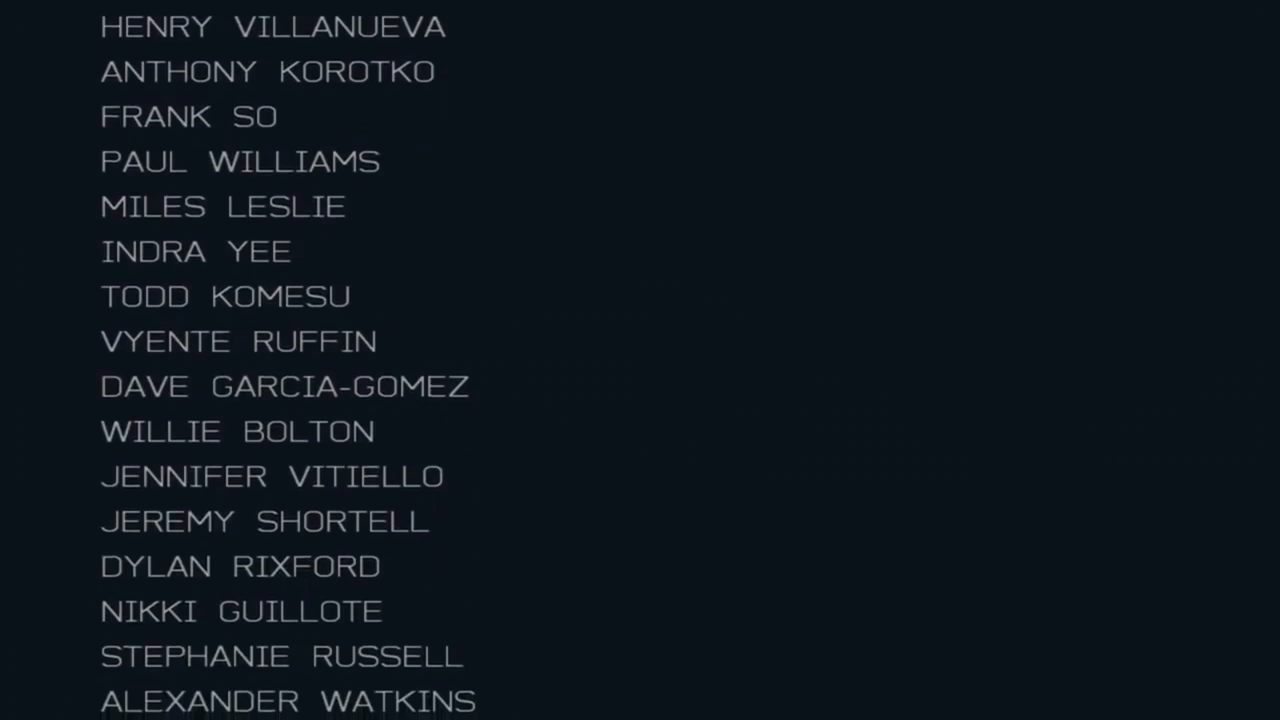 HENRY VILLANUEVA
ANTHONY KOROTKO
FRANK SO
PAUL WILLIAMS
MILES LESLIE
INDRA YEE
TODD KOMESU
VYENTE RUFFIN
DAVE GARCIA-GOMEZ
WILLIE BOLTON
JENNIFER VITIELLO
JEREMY SHORTELL
DYLAN RIXFORD
NIKKI GUILLOTE
STEPHANIE RUSSELL
ALEXANDER WATKINS